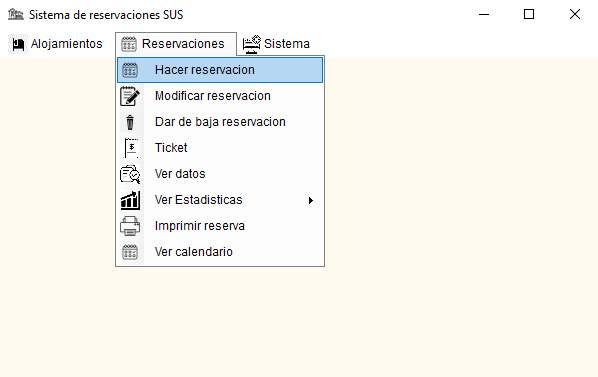 Sistema de reservaciones SUS
Alojamientos Reservaciones Sistema
Hacer reservacion
Modificar reservacion
Dar de baja reservacion
Ticket
Ver datos
Ver Estadisticas
Imprimir reserva
Ver calendario